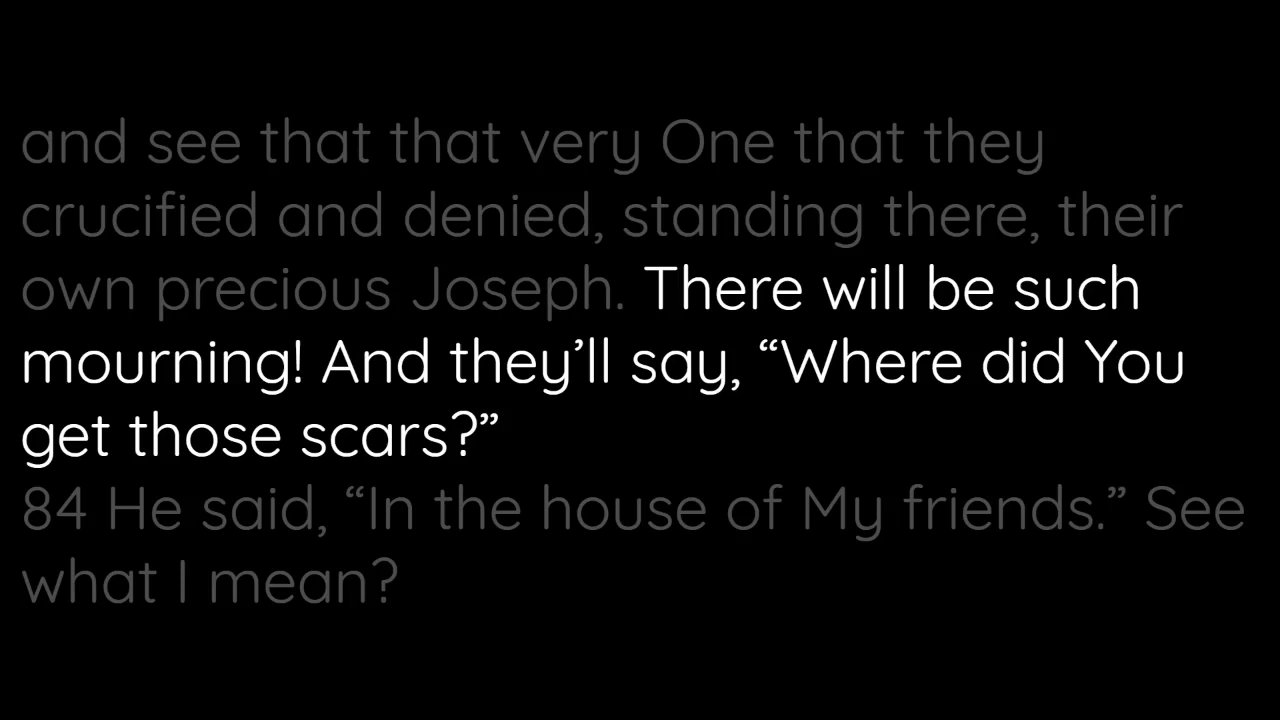 and see that that very One that they
crucified and denied, standing there, their
own precious Joseph. There will be such
mourning! And they’ll say, “Where did You
get those scars?”
84 He said, “In the house of My friends.” See
what I mean?